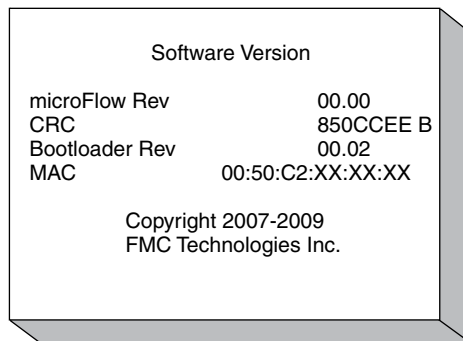 Software Version
microFlow Rev 00.00
CRC 850CCEE B
Bootloader Rev 00.02
MAC 00:50:C2:XX:XX:XX
Copyright 2007-2009
FMC Technologies Inc.